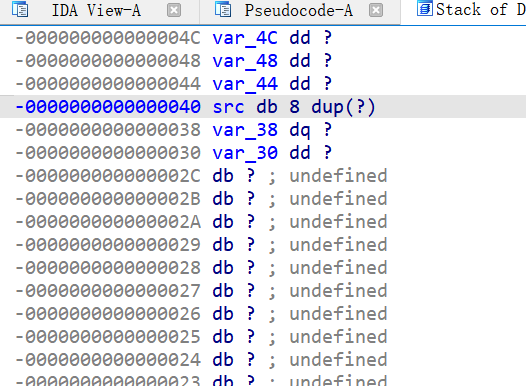 IDA View-A Pseudocode-A Stack of D
-000000000000004C var_4C dd ?
-0000000000000048 var_48 dd ?
-0000000000000044 var_44 dd ?
-0000000000000040 src db 8 dup(?)
-0000000000000038 var_38 dq ?
-0000000000000030 var_30 dd ?
-000000000000002C db ? ; undefined
-000000000000002B db ? ; undefined
-000000000000002A db ? ; undefined
-0000000000000029 db ? ; undefined
-0000000000000028 db ? ; undefined
-0000000000000027 db ? ; undefined
-0000000000000026 db ? ; undefined
-0000000000000025 db ? ; undefined
-0000000000000024 db ? ; undefined
-0000000000000023 db ? ; undefined